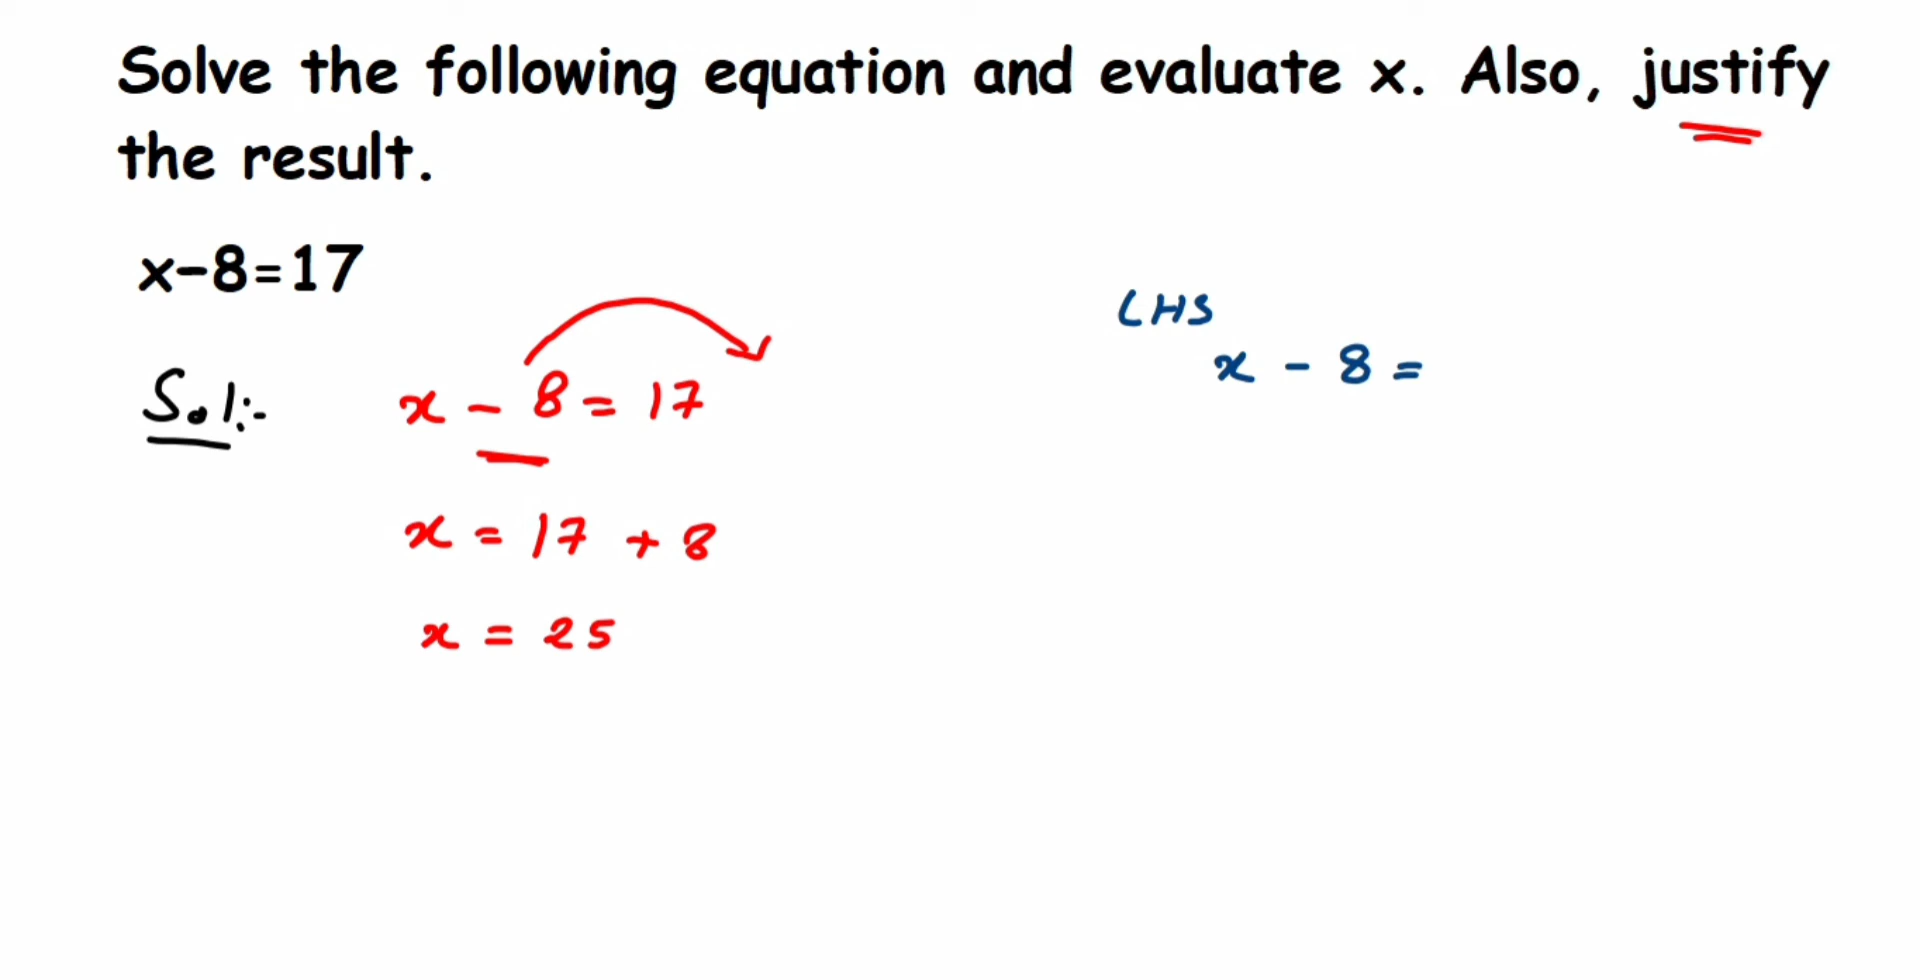 Solve the following equation and evaluate x. Also, justify
the result.
x-8=17
Sol:-
x - 8 = 17
x = 17 + 8
x = 25
LHS
x - 8 =